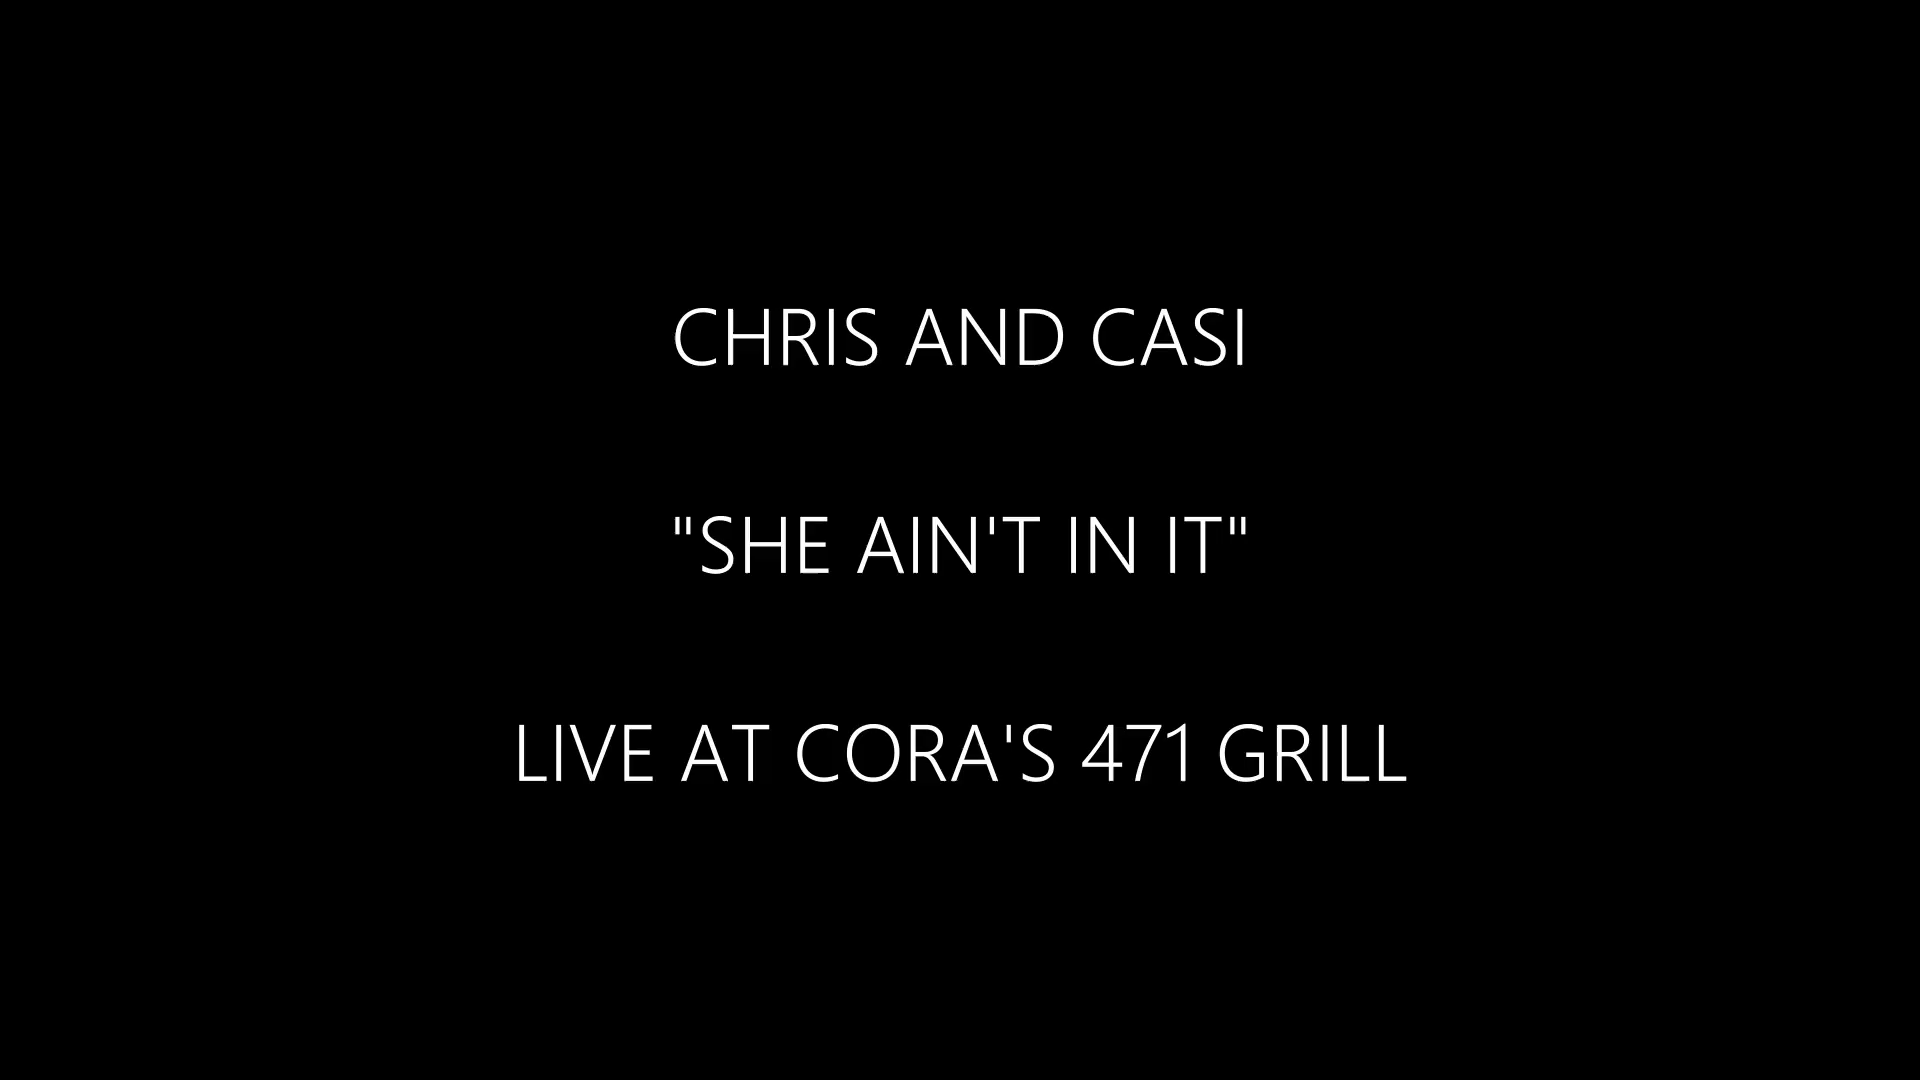 CHRIS AND CASI
"SHE AIN'T IN IT"
LIVE AT CORA'S 471 GRILL